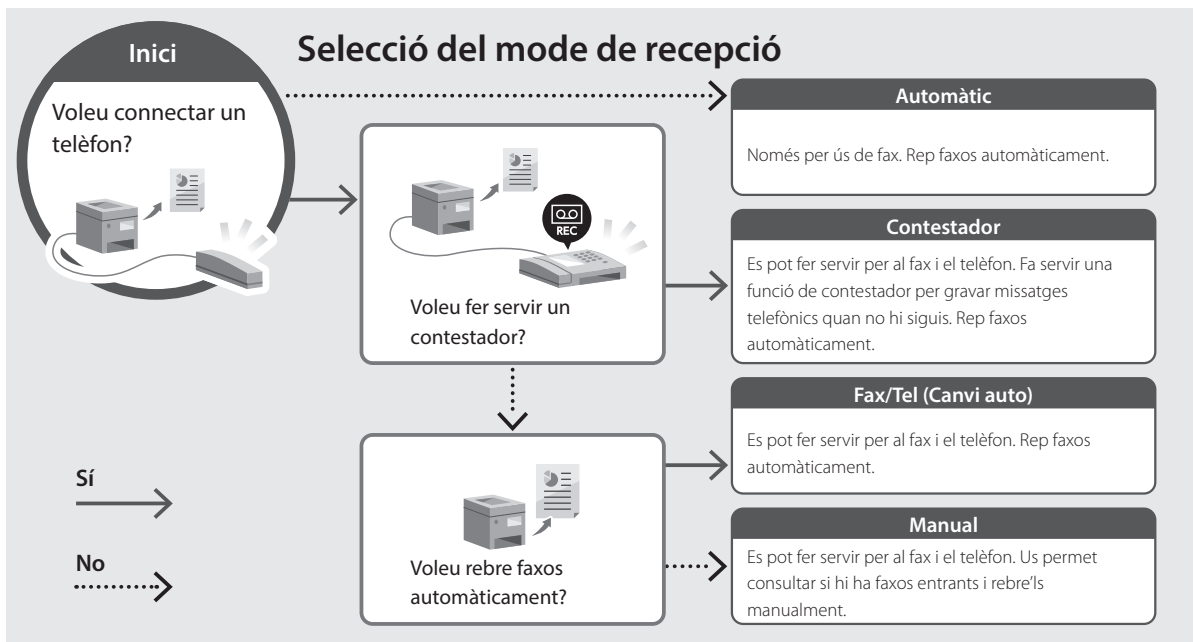 Inici
Selecció del mode de recepció
Voleu connectar un
telèfon?
Automàtic
Només per ús de fax. Rep faxos automàticament.
REC
Voleu fer servir un
contestador?
Contestador
Es pot fer servir per al fax i el telèfon. Fa servir una
funció de contestador per gravar missatges
telefònics quan no hi siguis. Rep faxos
automàticament.
Fax/Tel (Canvi auto)
Es pot fer servir per al fax i el telèfon. Rep faxos
automàticament.
Voleu rebre faxos
automàticament?
Manual
Es pot fer servir per al fax i el telèfon. Us permet
consultar si hi ha faxos entrants i rebre’ls
manualment.
Sí
No